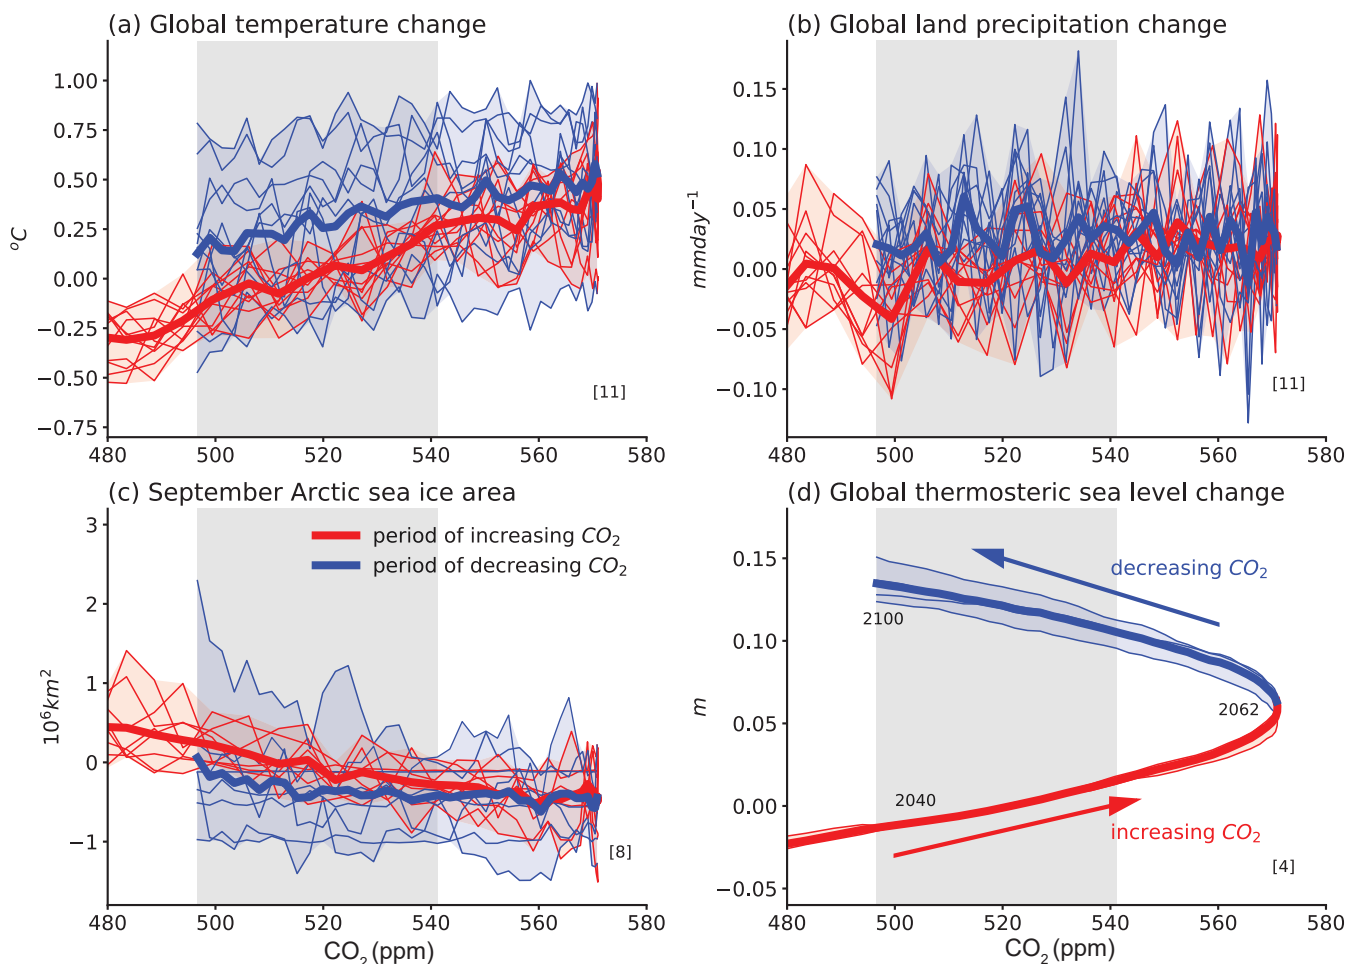 (a) Global temperature change
1.00
0.75
0.50
0.25
0.00
−0.25
−0.50
−0.75
°C
[11]
480 500 520 540 560 580
(b) Global land precipitation change
0.15
0.10
0.05
0.00
−0.05
−0.10
mmday⁻¹
[11]
480 500 520 540 560 580
(c) September Arctic sea ice area
3
2
1
0
−1
10⁶km²
period of increasing CO₂
period of decreasing CO₂
[8]
480 500 520 540 560 580
CO₂ (ppm)
(d) Global thermosteric sea level change
0.15
0.10
0.05
0.00
−0.05
m
decreasing CO₂
2100
2062
2040
increasing CO₂
[4]
480 500 520 540 560 580
CO₂ (ppm)